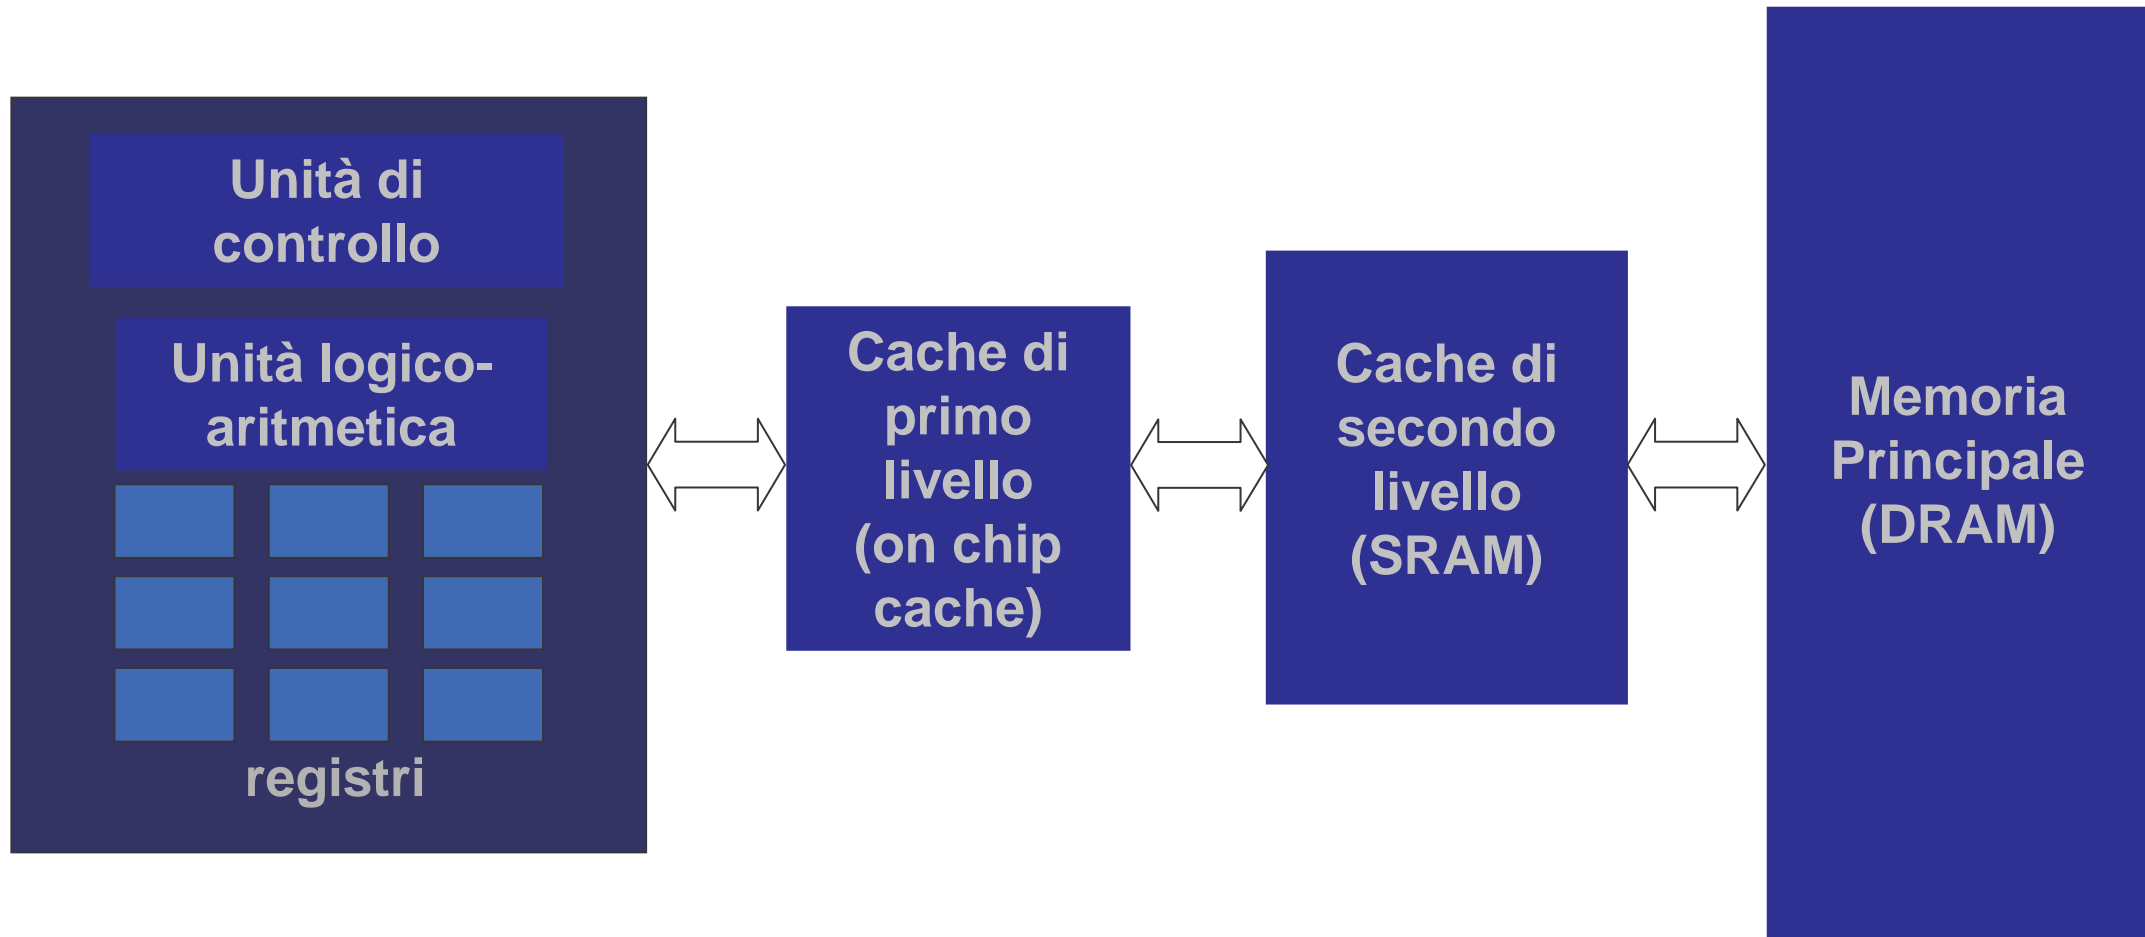 Unità di
controllo
Unità logico-
aritmetica
registri
Cache di
primo
livello
(on chip
cache)
Cache di
secondo
livello
(SRAM)
Memoria
Principale
(DRAM)